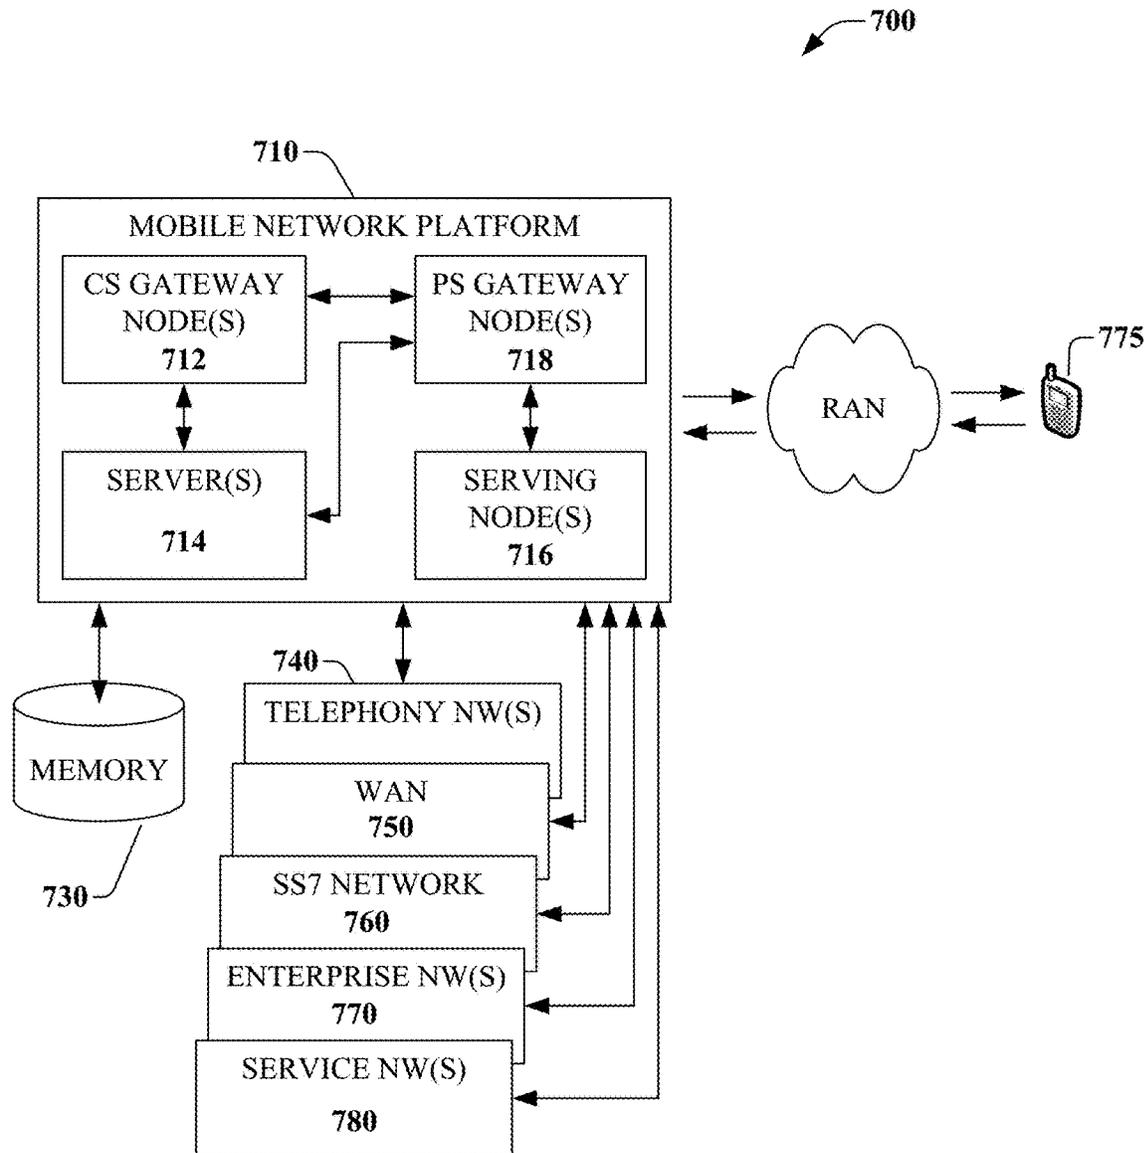 700
710
MOBILE NETWORK PLATFORM
CS GATEWAY
NODE(S)
712
PS GATEWAY
NODE(S)
718
SERVER(S)
714
SERVING
NODE(S)
716
RAN
775
740
TELEPHONY NW(S)
MEMORY
730
WAN
750
SS7 NETWORK
760
ENTERPRISE NW(S)
770
SERVICE NW(S)
780